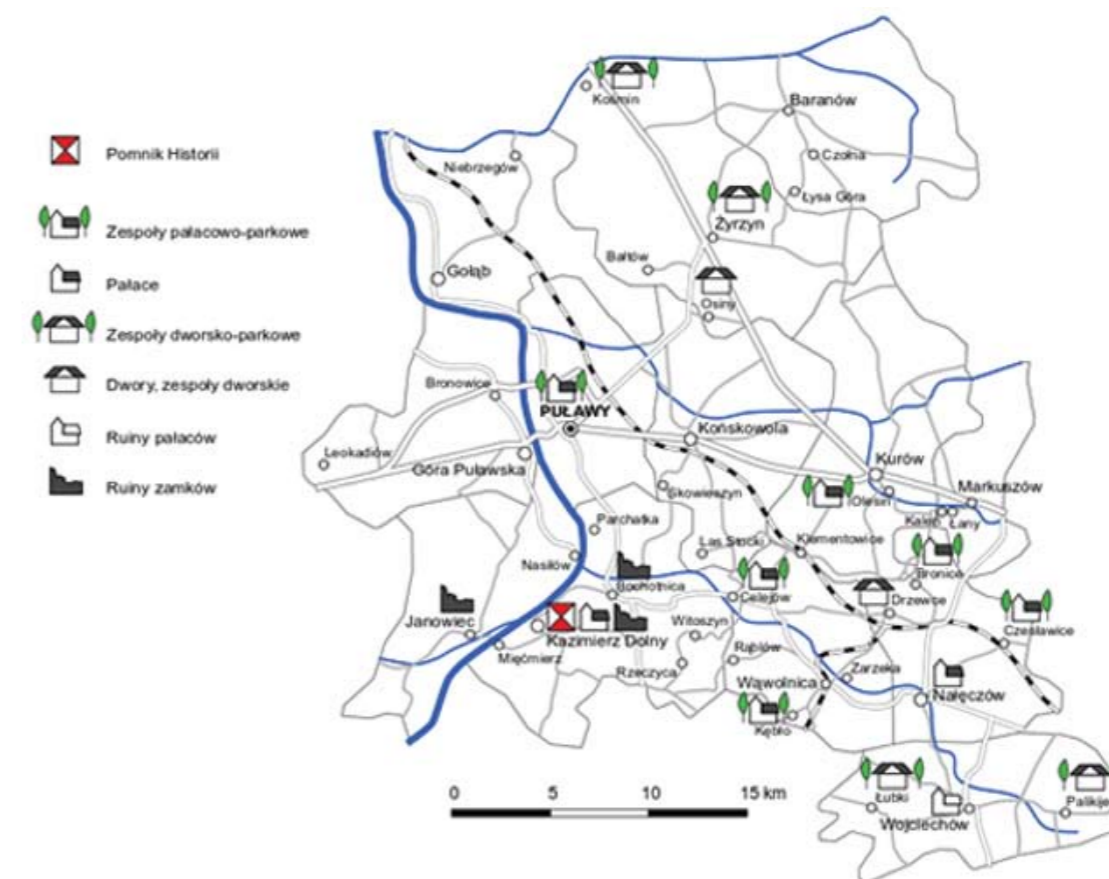 Pomnik Historii
Zespoły pałacowo-parkowe
Pałace
Zespoły dworsko-parkowe
Dwory, zespoły dworskie
Ruiny pałaców
Ruiny zamków
Kośmin
Baranów
Niebrzegów
Czołna
Łysa Góra
Żyrzyn
Bałtów
Gołąb
Osiny
Bronowice
PUŁAWY
Końskowola
Leokadiów
Góra Puławska
Kurów
Skowieszyn
Olesin
Markuszów
Kaleń
Łany
Parchatka
Las Stocki
Klementowice
Nasiłów
Bronice
Bochotnica
Celejów
Drzewce
Czesławice
Janowiec
Kazimierz Dolny
Witoszyn
Mięćmierz
Rzeczyca
Rąblów
Wąwolnica
Zarzeka
Nałęczów
Kębło
0 5 10 15 km
Łubki
Palikije
Wojciechów